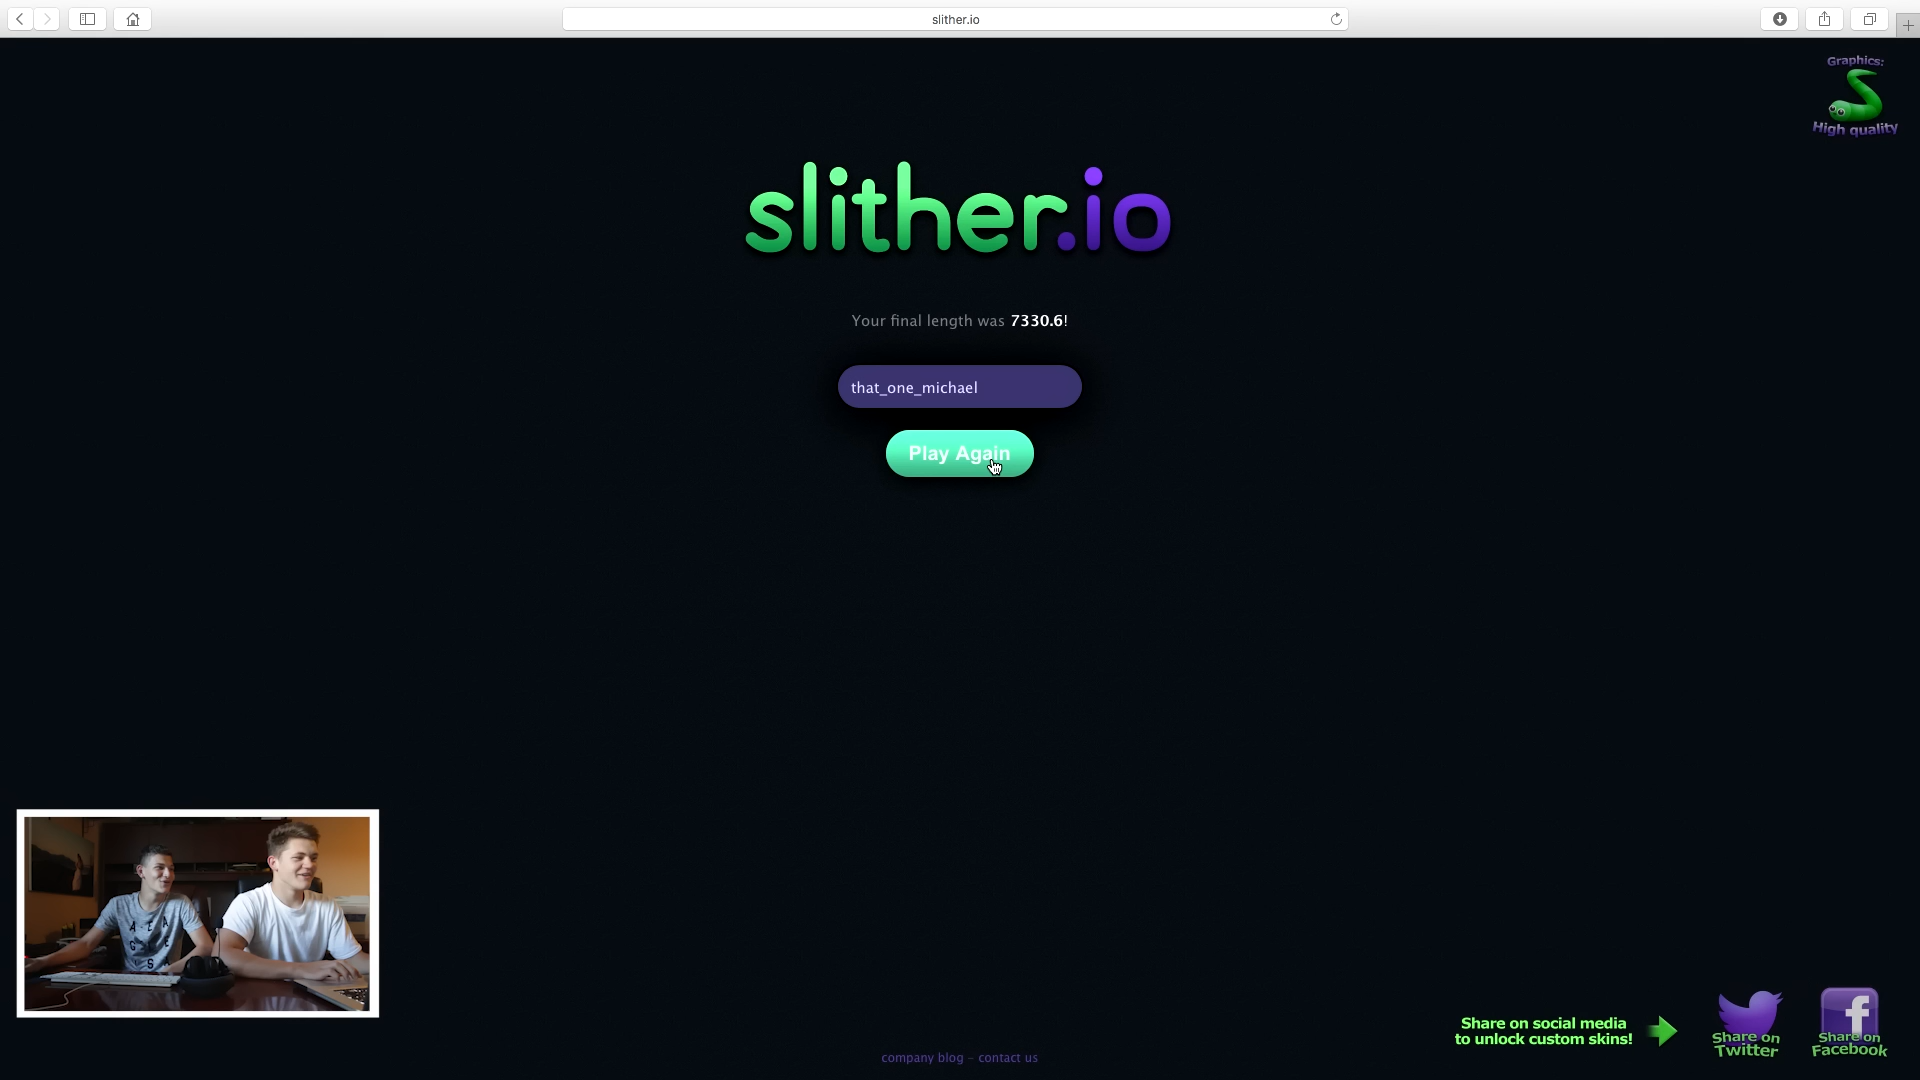 slither.io
Graphics:
High quality
slither.io
Your final length was 7330.6!
that_one_michael
Play Again
Share on social media
to unlock custom skins!
Share on
Twitter
Share on
Facebook
company blog - contact us